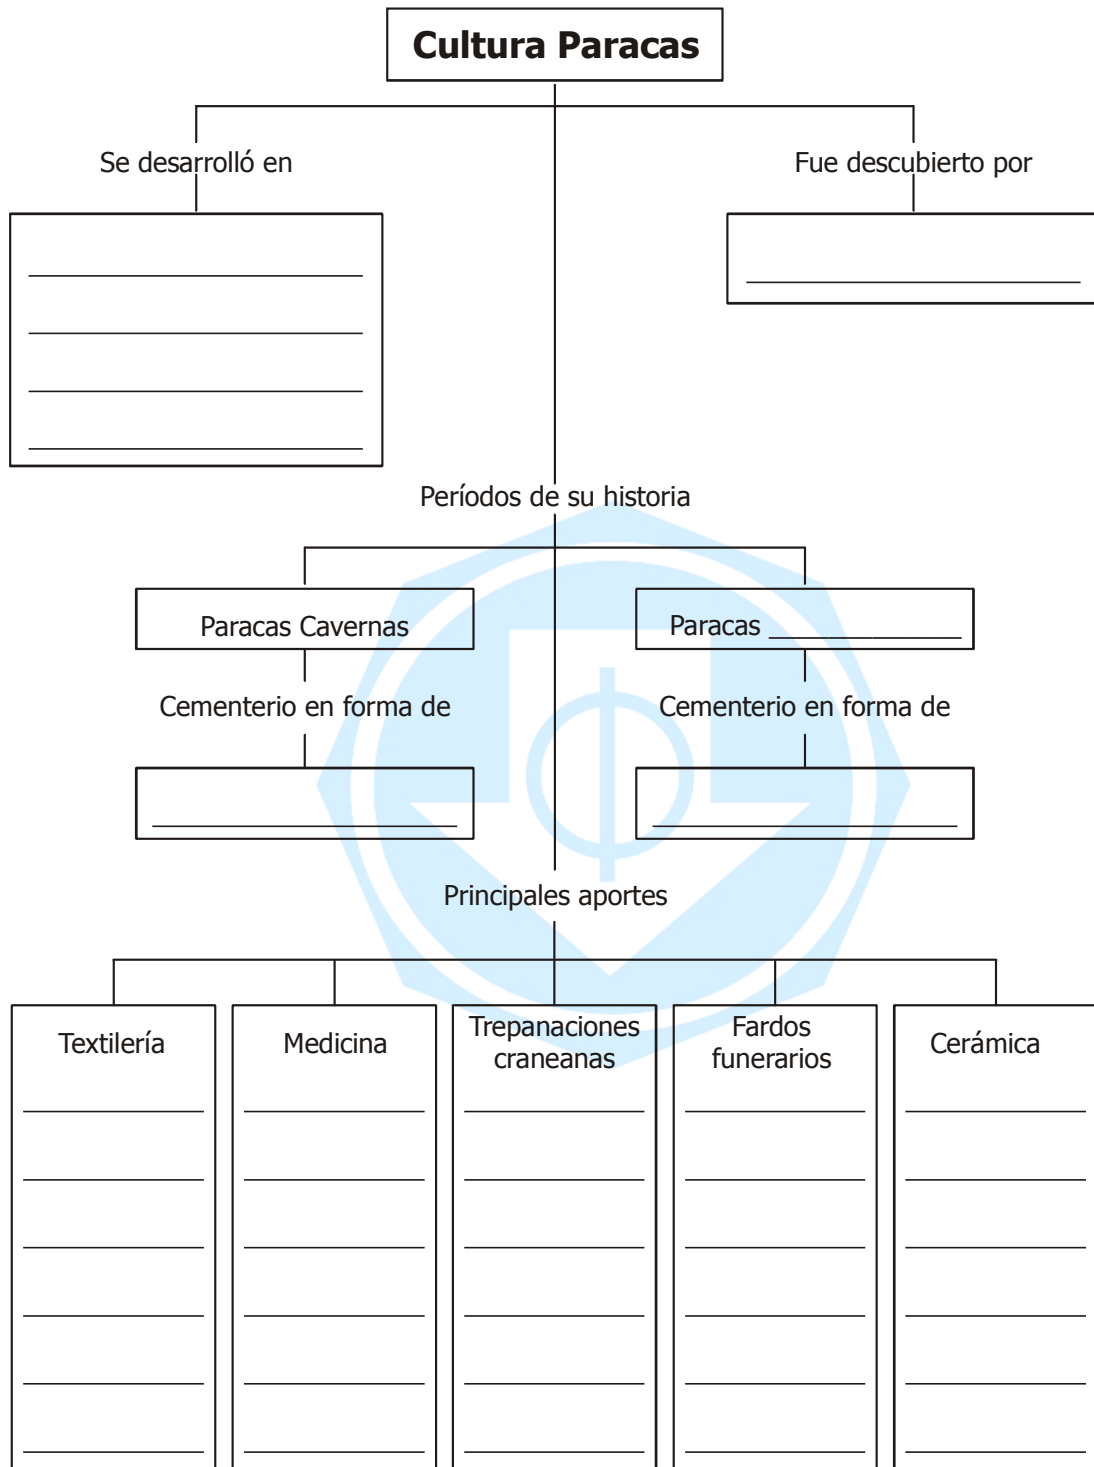 Cultura Paracas
Se desarrolló en
Fue descubierto por
Períodos de su historia
Paracas Cavernas
Paracas _____________
Cementerio en forma de
Cementerio en forma de
Principales aportes
Textilería
Medicina
Trepanaciones
craneanas
Fardos
funerarios
Cerámica